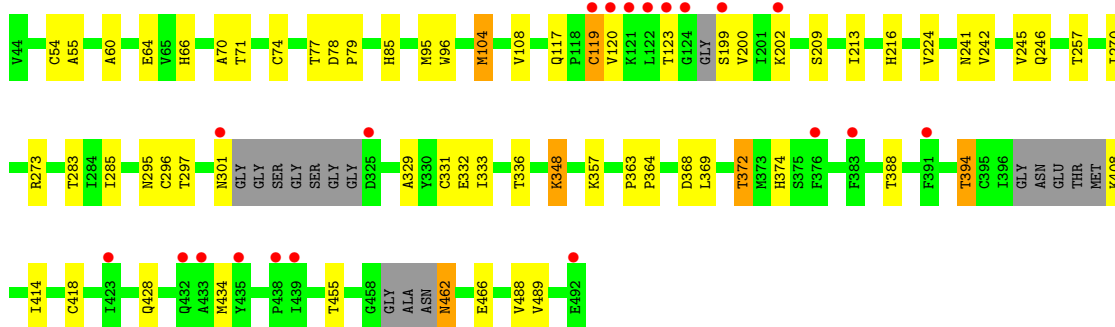 V44 C54 A55 A60 E64 V65 H66 A70 T71 C74 T77 D78 P79 H85 M95 W96 M104 V108 Q117 P118 C119 V120 K121 L122 T123 G124 GLY S199 V200 I201 K202 S209 I213 H216 V224 N241 V242 V245 Q246 T257
R273 T283 I284 I285 N295 C296 T297 N301 GLY GLY SER GLY SER GLY GLY D325 A329 Y330 C331 E332 I333 T336 K348 K357 P363 P364 D368 L369 T372 M373 H374 S375 F376 F383 T388 F391 T394 C395 I396 GLY ASN GLU THR MET
I414 C418 I423 Q428 Q432 A433 M434 Y435 P438 I439 T455 G458 GLY ALA ASN N462 E466 V488 V489 E492